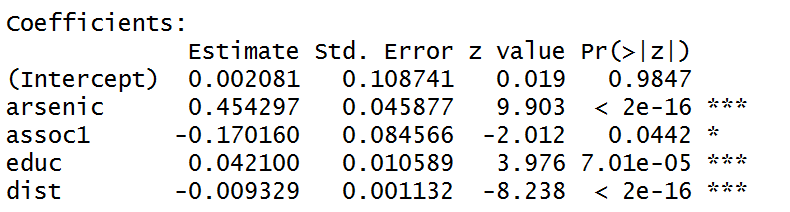 Coefficients:
Estimate Std. Error z value Pr(>|z|)
(Intercept) 0.002081 0.108741 0.019 0.9847
arsenic 0.454297 0.045877 9.903 < 2e-16 ***
assoc1 -0.170160 0.084566 -2.012 0.0442 *
educ 0.042100 0.010589 3.976 7.01e-05 ***
dist -0.009329 0.001132 -8.238 < 2e-16 ***